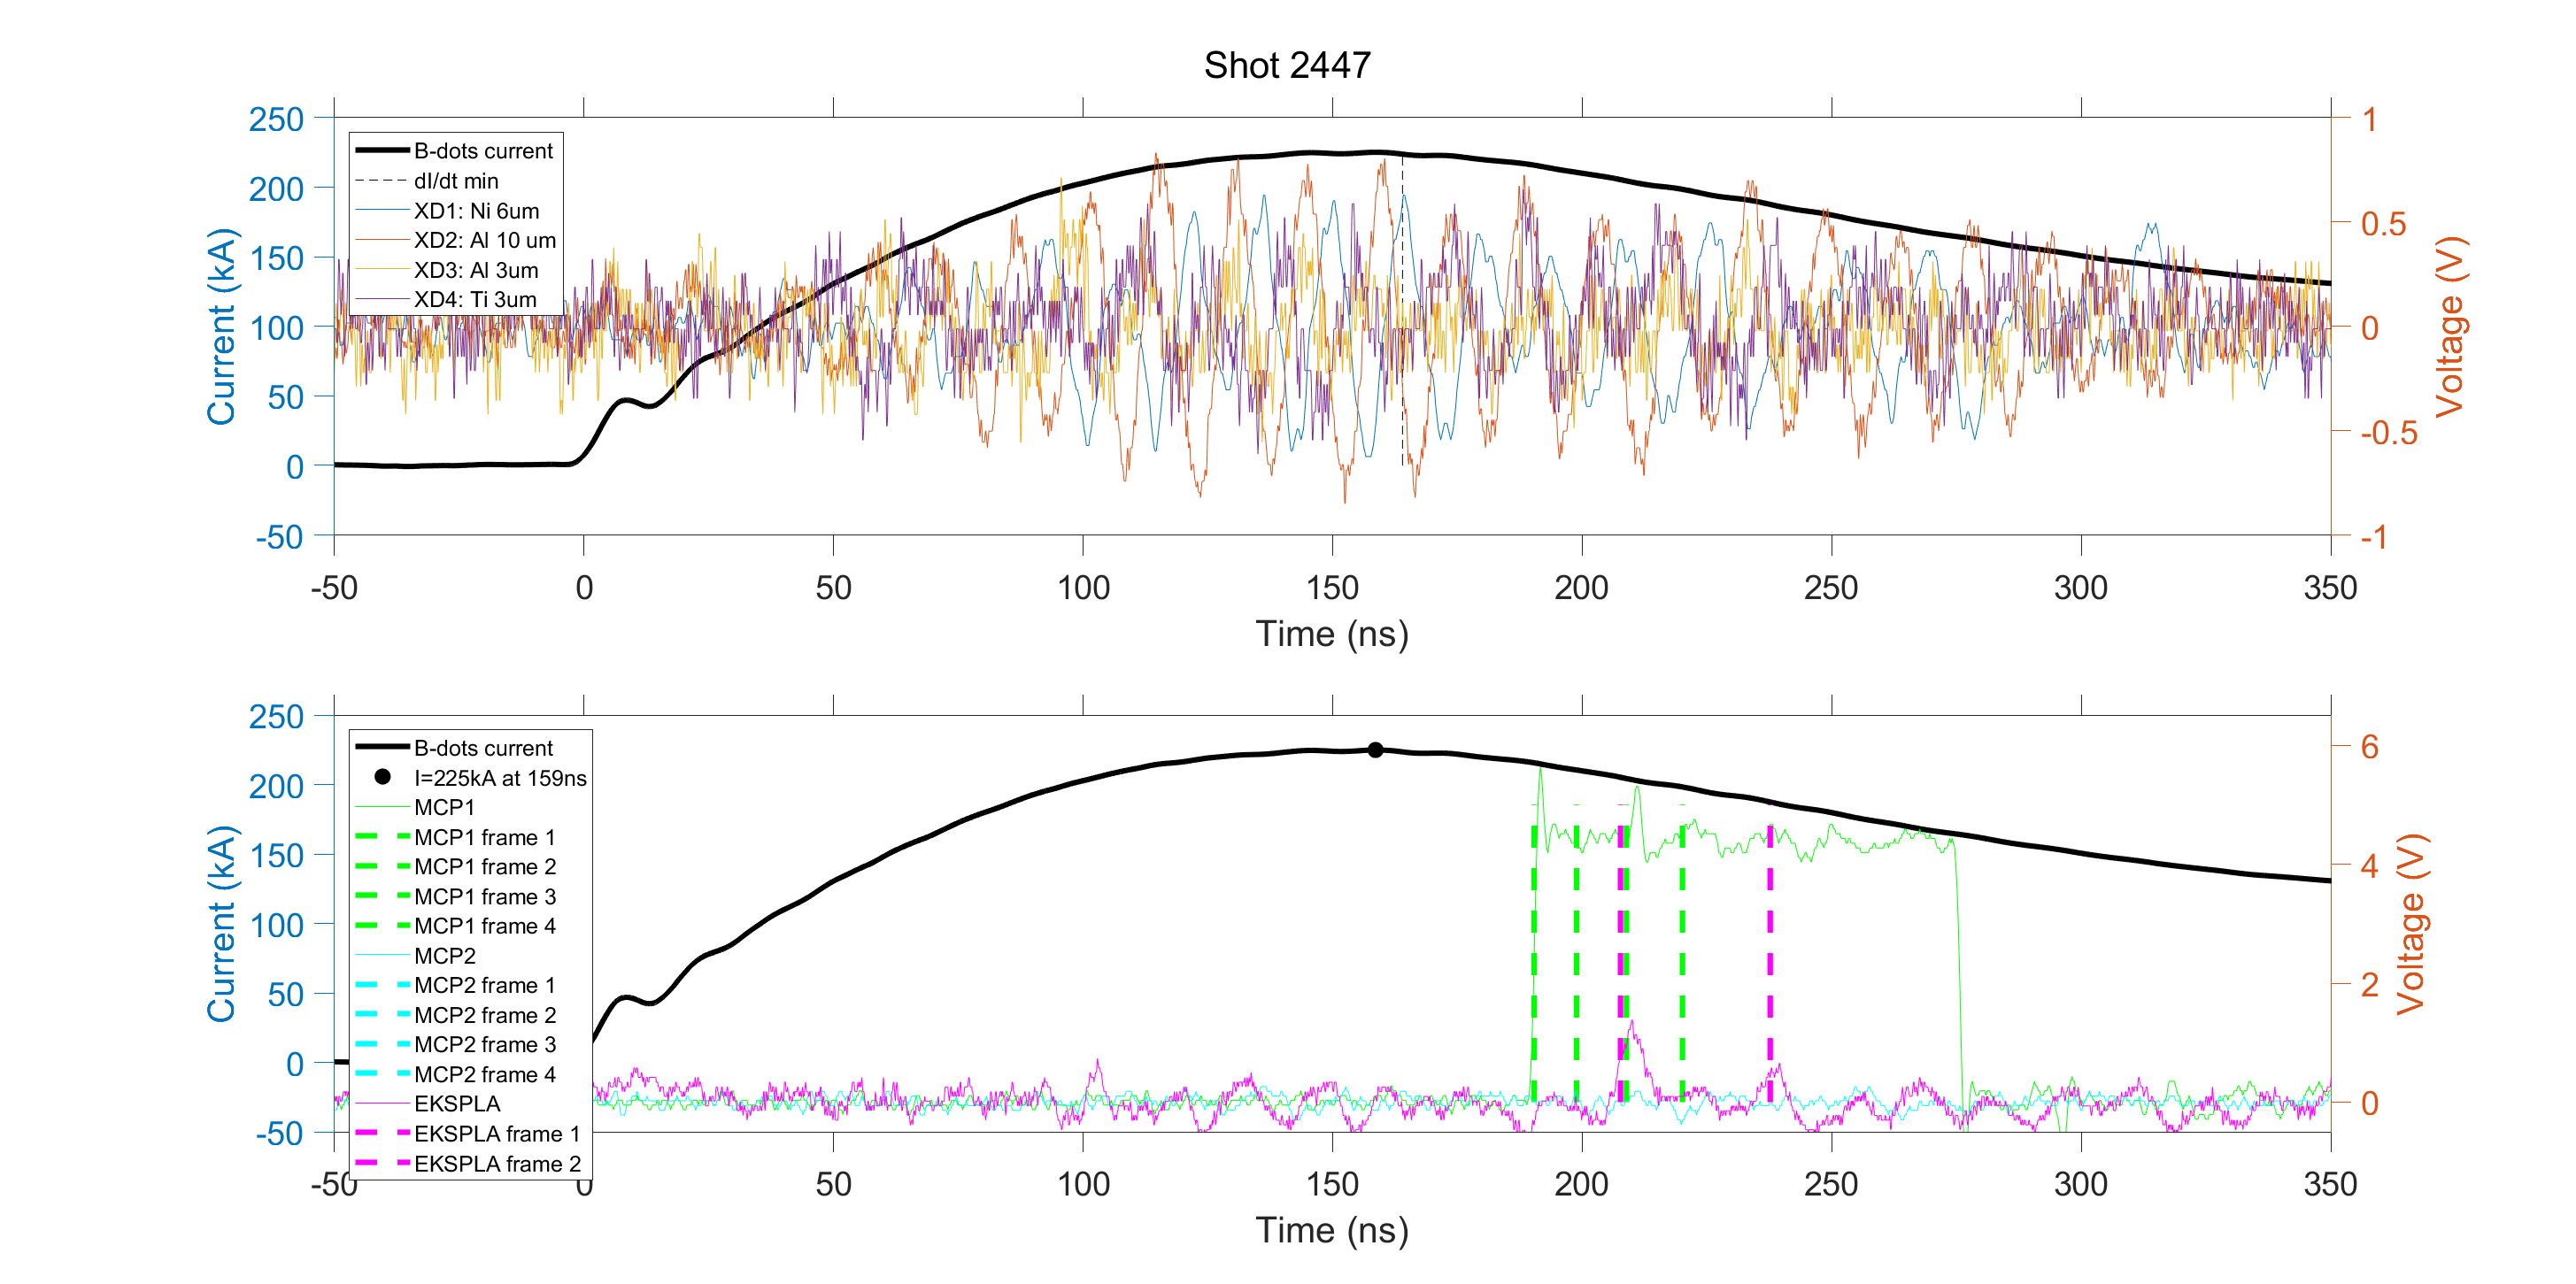 Shot 2447
250
200
150
100
50
0
-50
Current (kA)
B-dots current
dI/dt min
XD1: Ni 6um
XD2: Al 10 um
XD3: Al 3um
XD4: Ti 3um
1
0.5
0
-0.5
-1
Voltage (V)
-50 0 50 100 150 200 250 300 350
Time (ns)
250
200
150
100
50
0
-50
Current (kA)
B-dots current
I=225kA at 159ns
MCP1
MCP1 frame 1
MCP1 frame 2
MCP1 frame 3
MCP1 frame 4
MCP2
MCP2 frame 1
MCP2 frame 2
MCP2 frame 3
MCP2 frame 4
EKSPLA
EKSPLA frame 1
EKSPLA frame 2
6
4
2
0
Voltage (V)
-50 0 50 100 150 200 250 300 350
Time (ns)